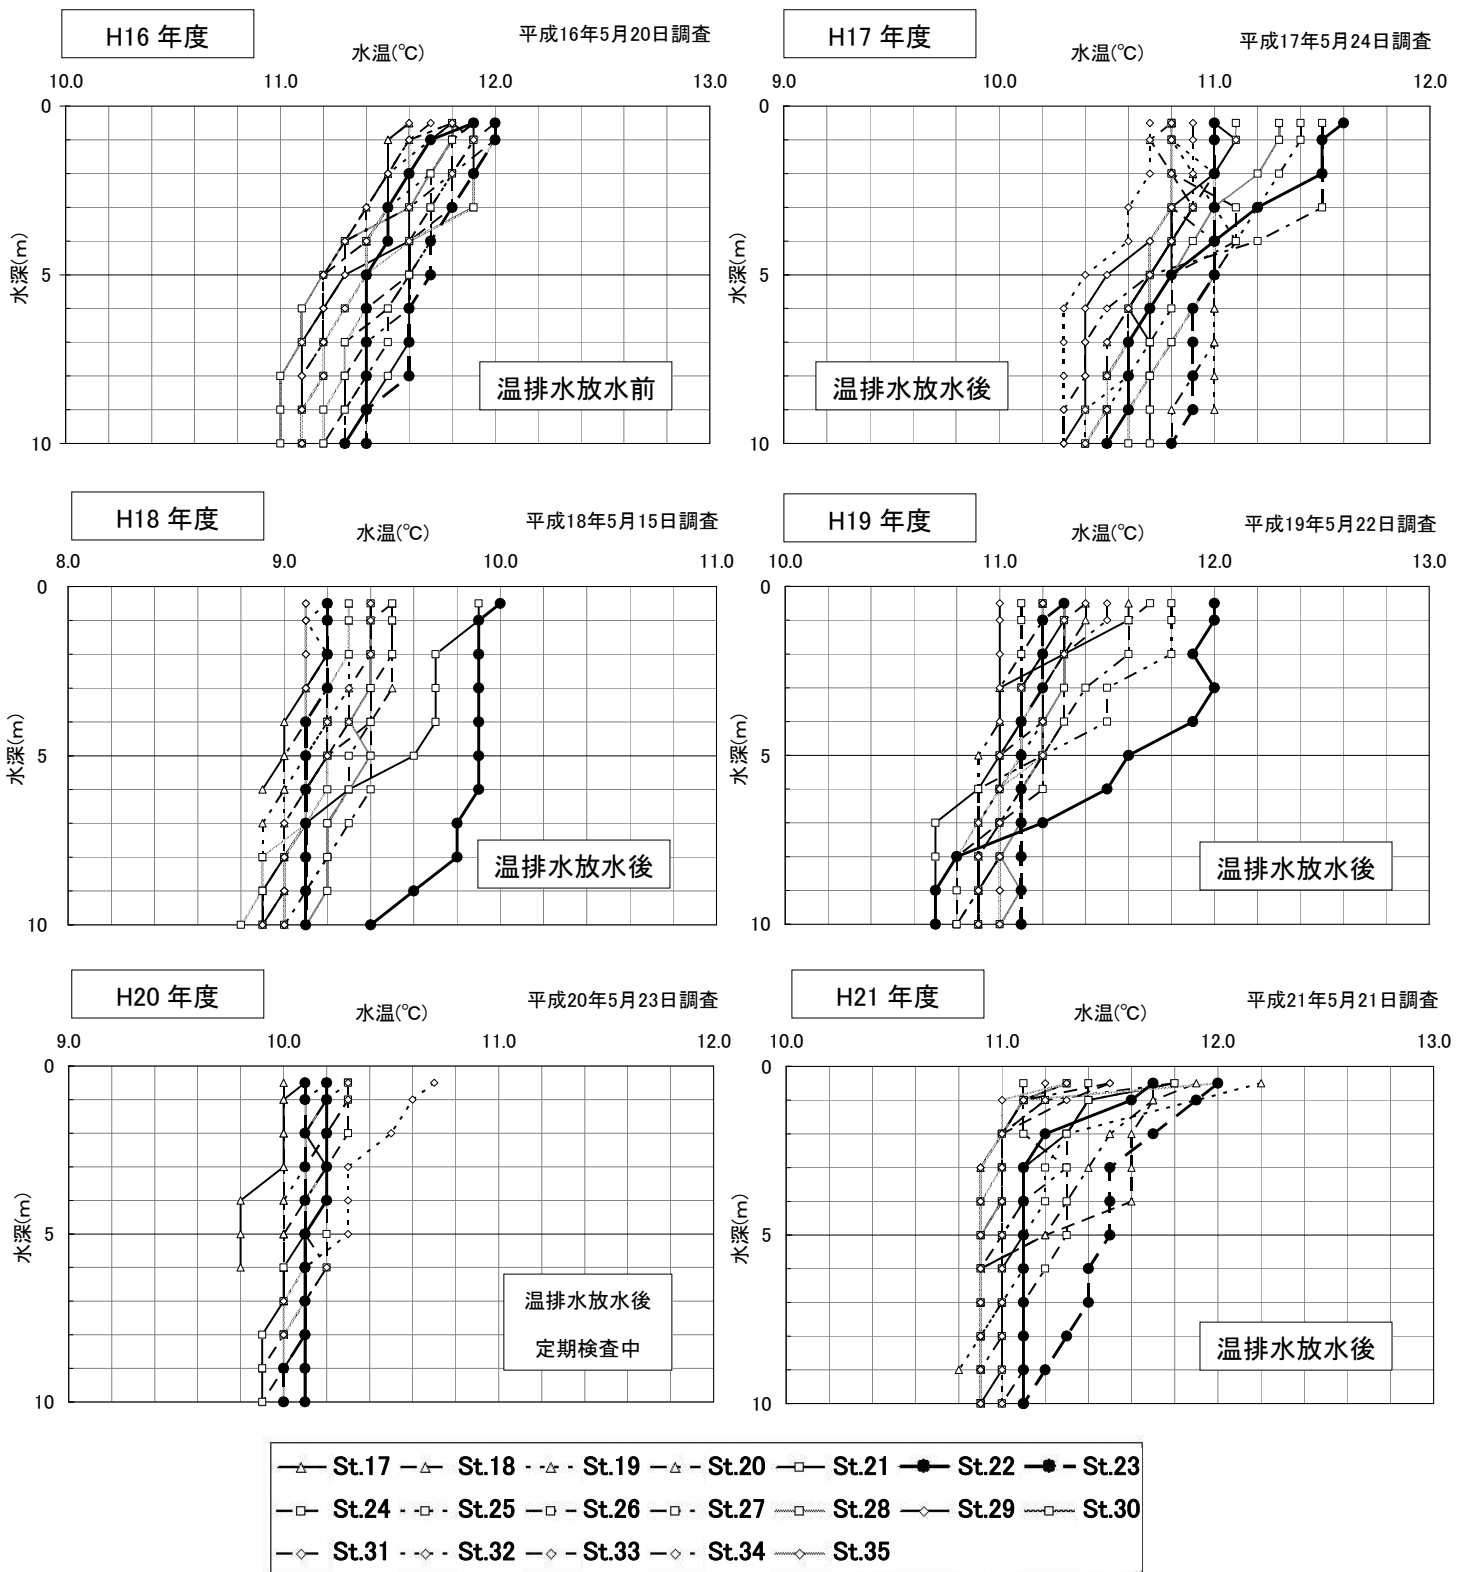 H16 年度
水温(℃)
平成16年5月20日調査
10.0 11.0 12.0 13.0
0
5
10
水深(m)
温排水放水前
H17 年度
水温(℃)
平成17年5月24日調査
9.0 10.0 11.0 12.0
0
5
10
水深(m)
温排水放水後
H18 年度
水温(℃)
平成18年5月15日調査
8.0 9.0 10.0 11.0
0
5
10
水深(m)
温排水放水後
H19 年度
水温(℃)
平成19年5月22日調査
10.0 11.0 12.0 13.0
0
5
10
水深(m)
温排水放水後
H20 年度
水温(℃)
平成20年5月23日調査
9.0 10.0 11.0 12.0
0
5
10
水深(m)
温排水放水後
定期検査中
H21 年度
水温(℃)
平成21年5月21日調査
10.0 11.0 12.0 13.0
0
5
10
水深(m)
温排水放水後
St.17 St.18 St.19 St.20 St.21 St.22 St.23
St.24 St.25 St.26 St.27 St.28 St.29 St.30
St.31 St.32 St.33 St.34 St.35